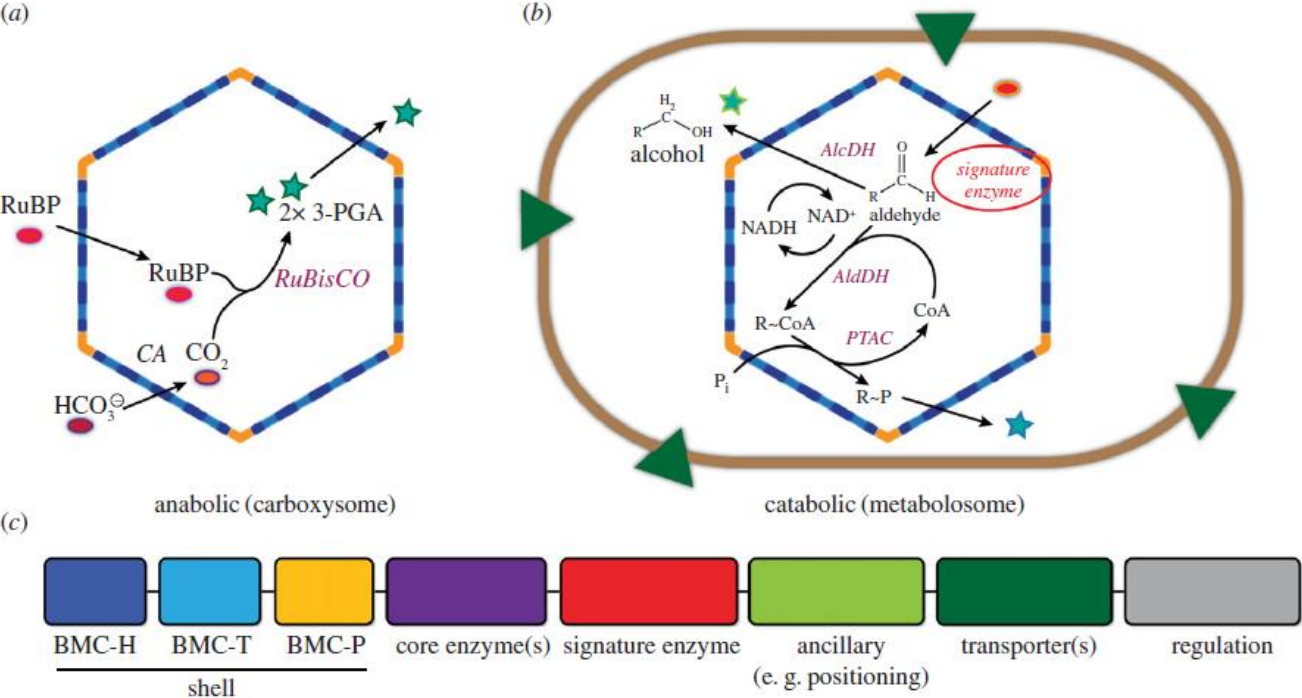 (a)
RuBP
RuBP
2× 3-PGA
RuBisCO
CA
CO2
HCO3⊖
anabolic (carboxysome)
(b)
H2
C
R
OH
alcohol
AlcDH
O
C
R
H
aldehyde
signature
enzyme
NADH
NAD+
AldDH
CoA
R~CoA
PTAC
Pi
R~P
catabolic (metabolosome)
(c)
BMC-H
BMC-T
BMC-P
shell
core enzyme(s)
signature enzyme
ancillary
(e. g. positioning)
transporter(s)
regulation